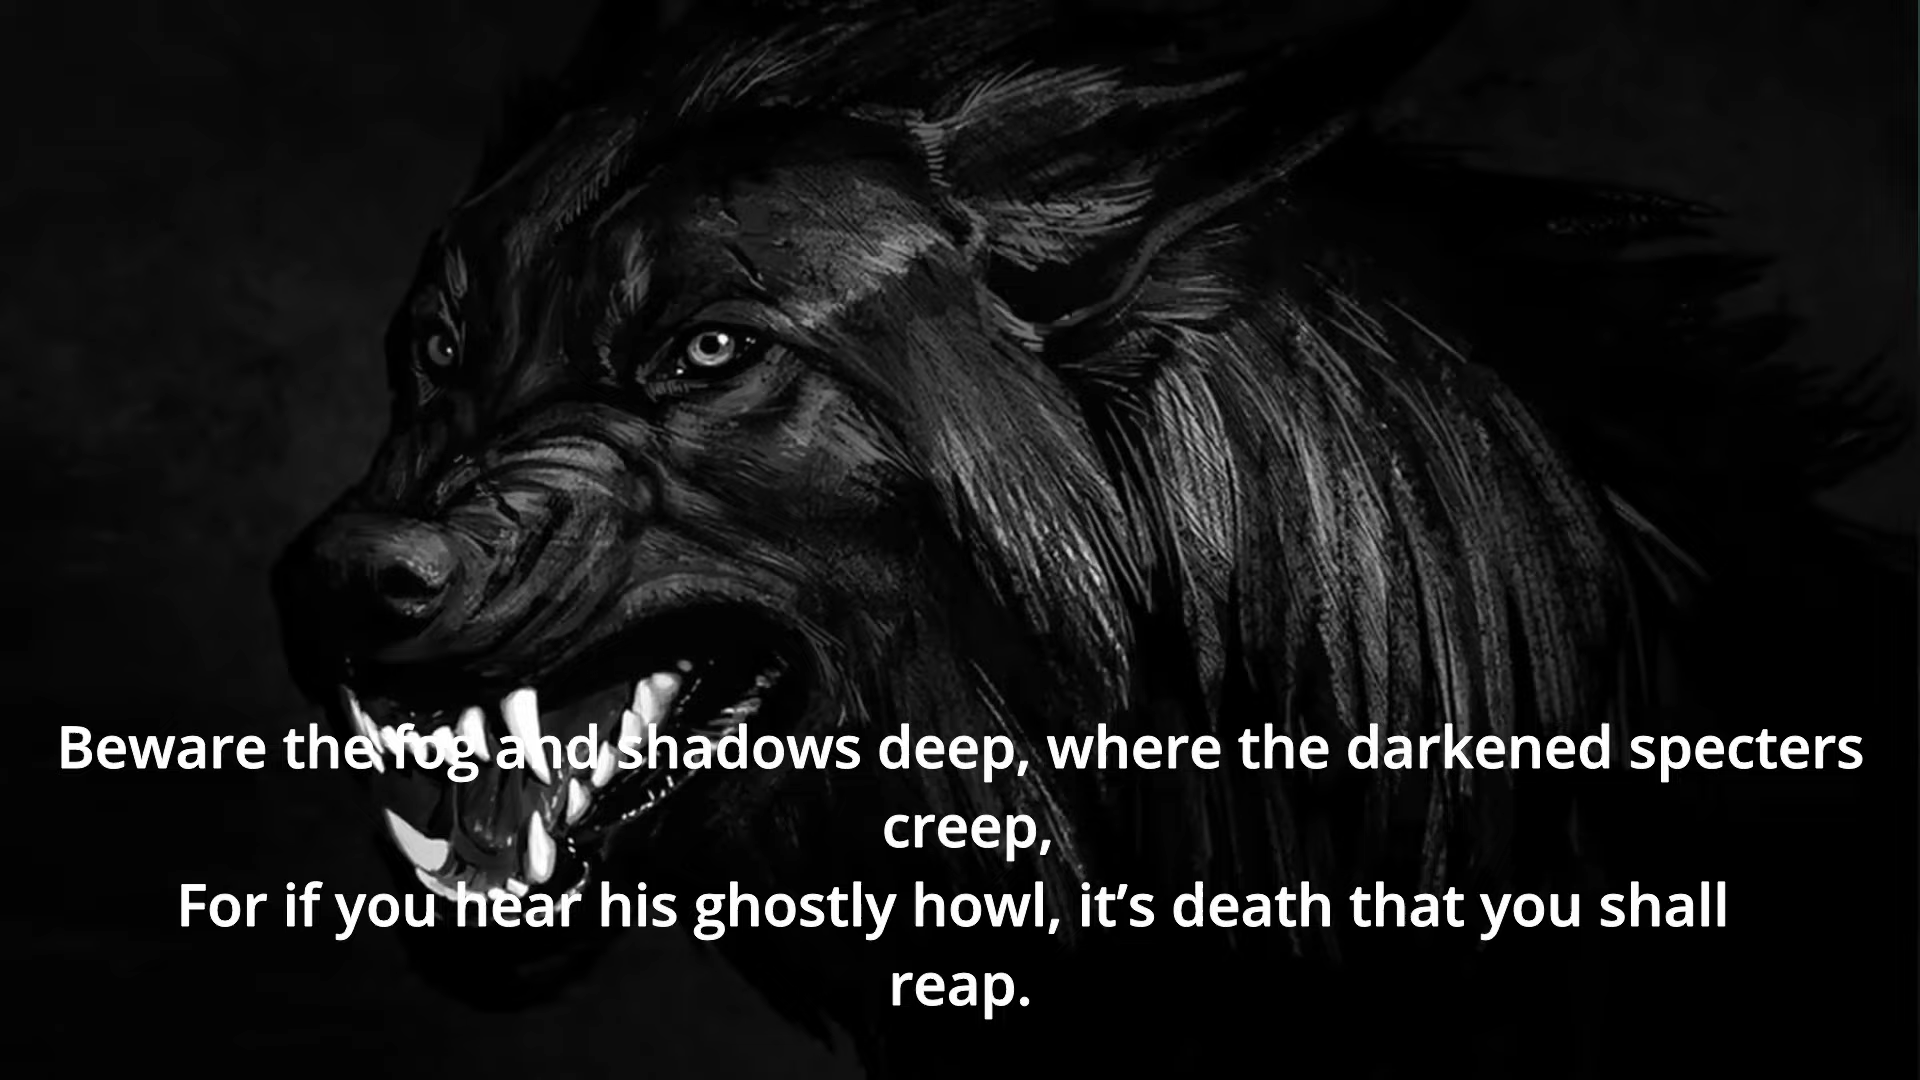 Beware the fog and shadows deep, where the darkened specters
creep,
For if you hear his ghostly howl, it’s death that you shall
reap.